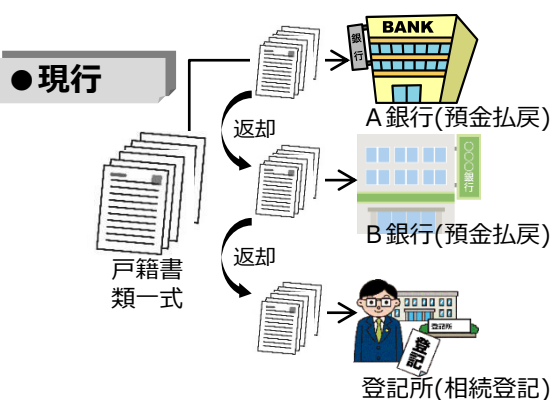 ●現行
BANK
銀行
A銀行(預金払戻)
返却
○○○銀行
B銀行(預金払戻)
戸籍書
類一式
返却
登記所
登記
登記所(相続登記)